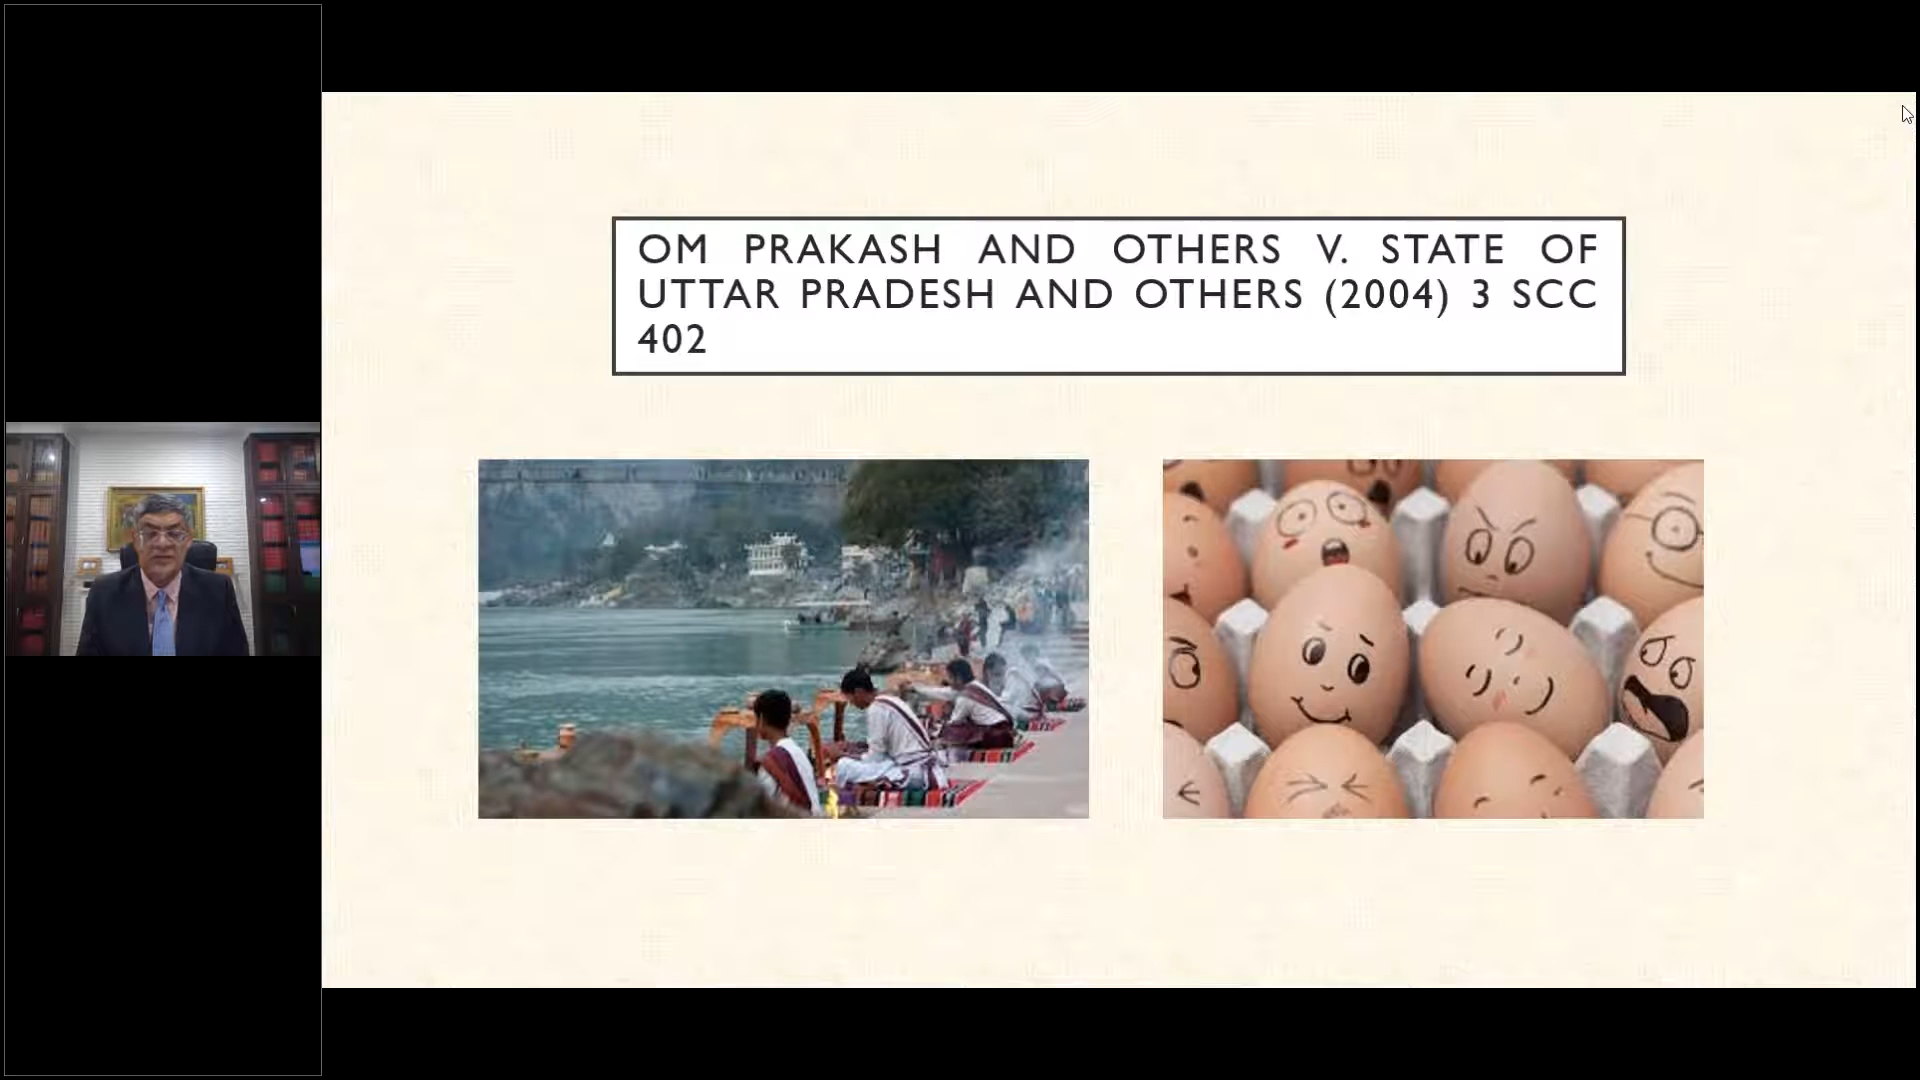 OM PRAKASH AND OTHERS V. STATE OF
UTTAR PRADESH AND OTHERS (2004) 3 SCC
402